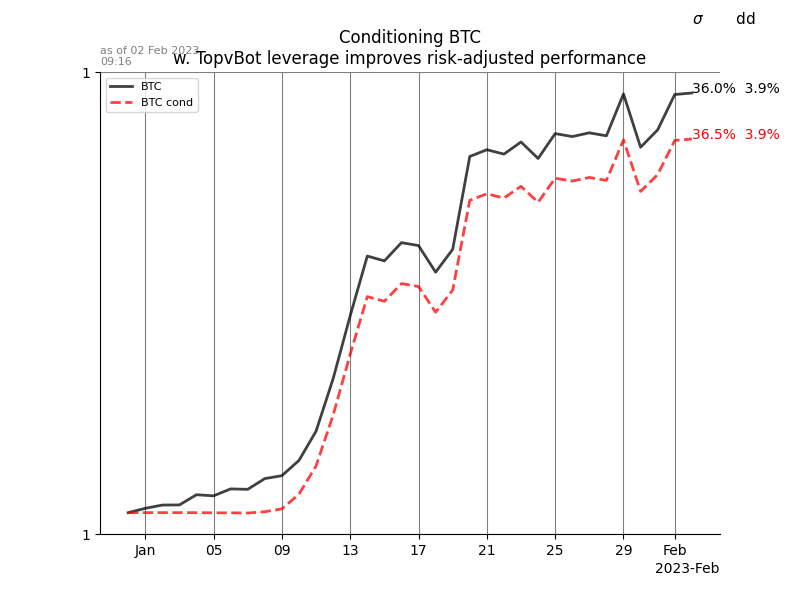 σ dd
Conditioning BTC
as of 02 Feb 2023
09:16
w. TopvBot leverage improves risk-adjusted performance
1
BTC
BTC cond
36.0% 3.9%
36.5% 3.9%
1
Jan 05 09 13 17 21 25 29 Feb
2023-Feb